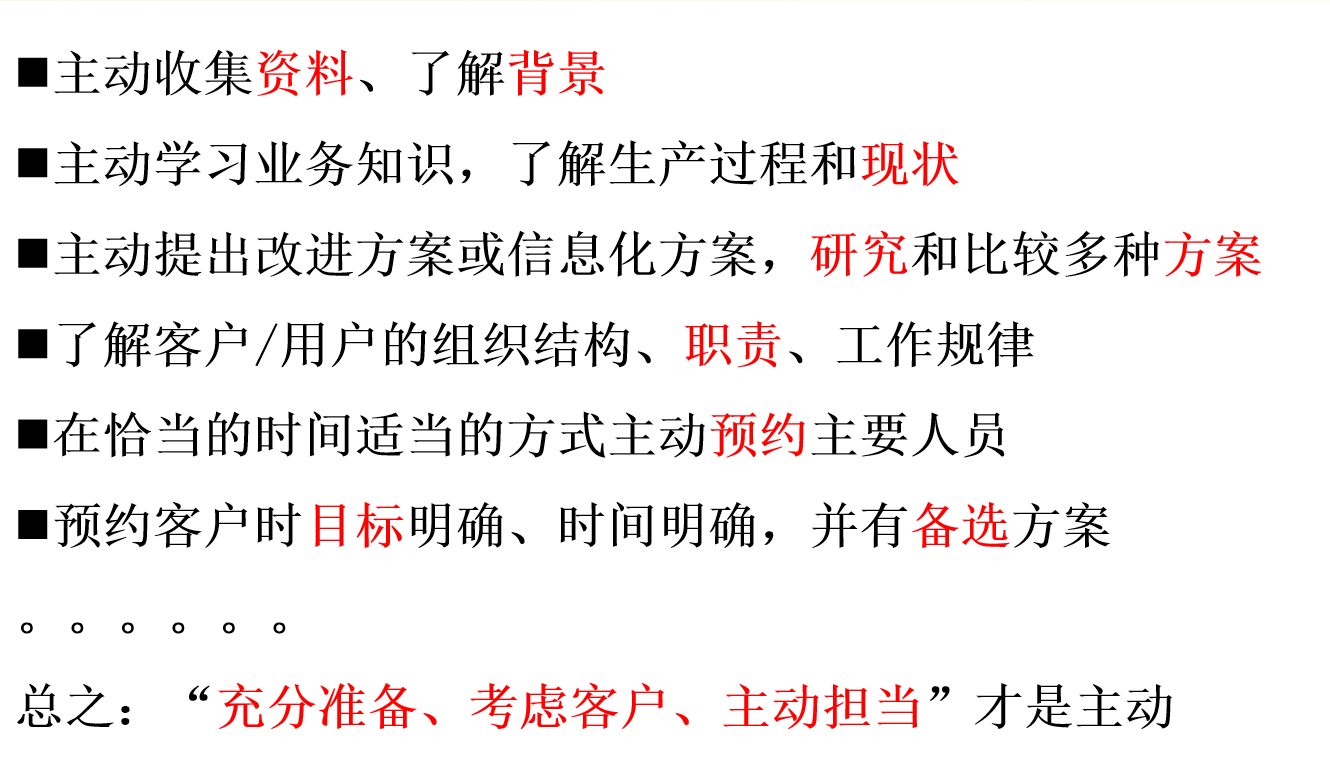 ■主动收集资料、了解背景
■主动学习业务知识，了解生产过程和现状
■主动提出改进方案或信息化方案，研究和比较多种方案
■了解客户/用户的组织结构、职责、工作规律
■在恰当的时间适当的方式主动预约主要人员
■预约客户时目标明确、时间明确，并有备选方案
。。。。。。
总之：“充分准备、考虑客户、主动担当”才是主动